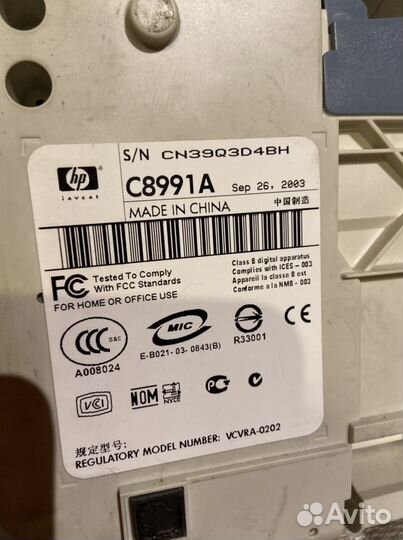 S/N CN39Q3D4BH
hp
invent
C8991A Sep 26, 2003
MADE IN CHINA 中国制造
FC Tested To Comply
With FCC Standards
FOR HOME OR OFFICE USE
Class B digital apparatus
Complies with ICES - 003
Appareil à la classe B est
Conforme a la NMB - 003
CCC S&E
A008024
MIC
E-B021-03-0843(B)
R33001
CE
VCCI
NOM
NYCE
规定型号:
REGULATORY MODEL NUMBER: VCVRA-0202
Avito